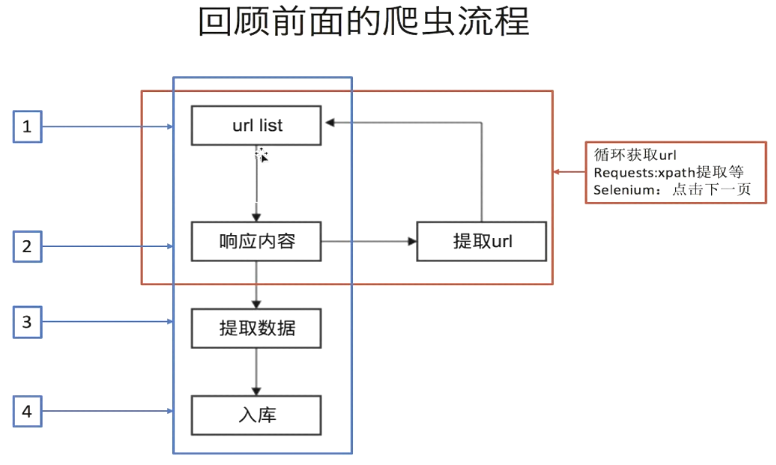 回顾前面的爬虫流程
1
url list
循环获取url
Requests:xpath提取等
Selenium：点击下一页
2
响应内容
提取url
3
提取数据
4
入库